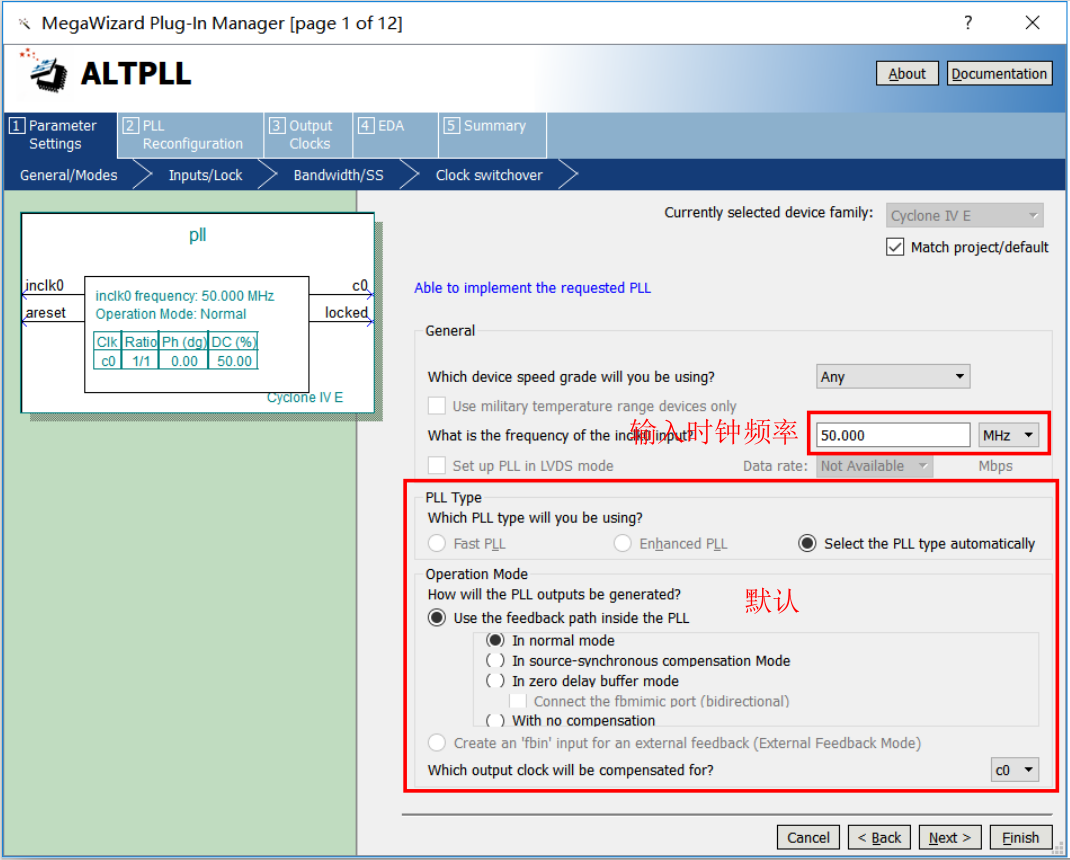 MegaWizard Plug-In Manager [page 1 of 12]
?
ALTPLL
About
Documentation
1 Parameter Settings
2 PLL Reconfiguration
3 Output Clocks
4 EDA
5 Summary
General/Modes
Inputs/Lock
Bandwidth/SS
Clock switchover
pll
inclk0
areset
c0
locked
inclk0 frequency: 50.000 MHz
Operation Mode: Normal
Clk Ratio Ph (dg) DC (%)
c0 1/1 0.00 50.00
Cyclone IV E
Currently selected device family: Cyclone IV E
Match project/default
Able to implement the requested PLL
General
Which device speed grade will you be using? Any
Use military temperature range devices only
What is the frequency of the inclk0 input? 50.000 MHz
输入时钟频率
Set up PLL in LVDS mode Data rate: Not Available Mbps
PLL Type
Which PLL type will you be using?
Fast PLL Enhanced PLL Select the PLL type automatically
Operation Mode
How will the PLL outputs be generated?
默认
Use the feedback path inside the PLL
In normal mode
In source-synchronous compensation Mode
In zero delay buffer mode
Connect the fbmimic port (bidirectional)
With no compensation
Create an 'fbin' input for an external feedback (External Feedback Mode)
Which output clock will be compensated for? c0
Cancel < Back Next > Finish